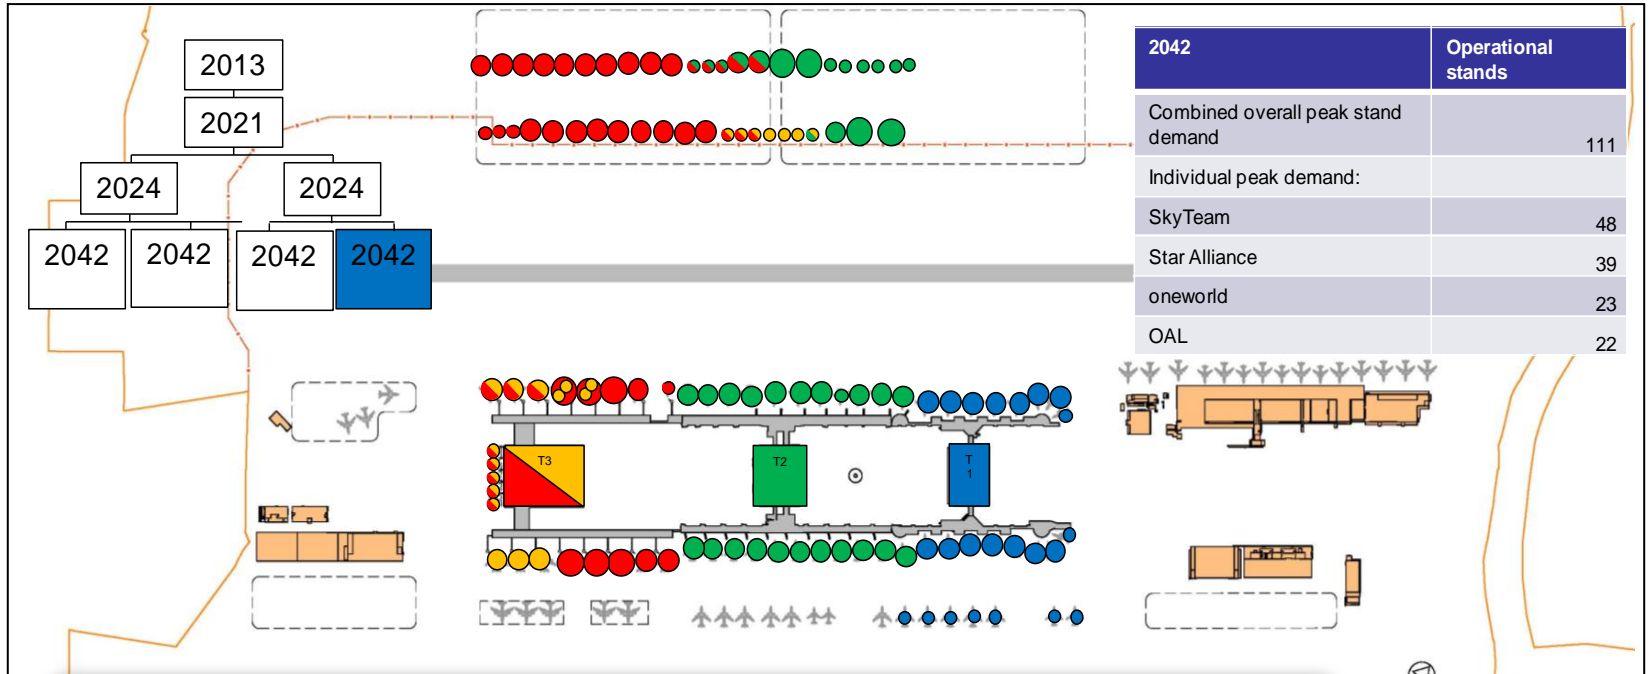 2013
2021
2024
2024
2042
2042
2042
2042
2042
Operational
stands
Combined overall peak stand
demand
111
Individual peak demand:
SkyTeam
48
Star Alliance
39
oneworld
23
OAL
22
T3
T2
T
1